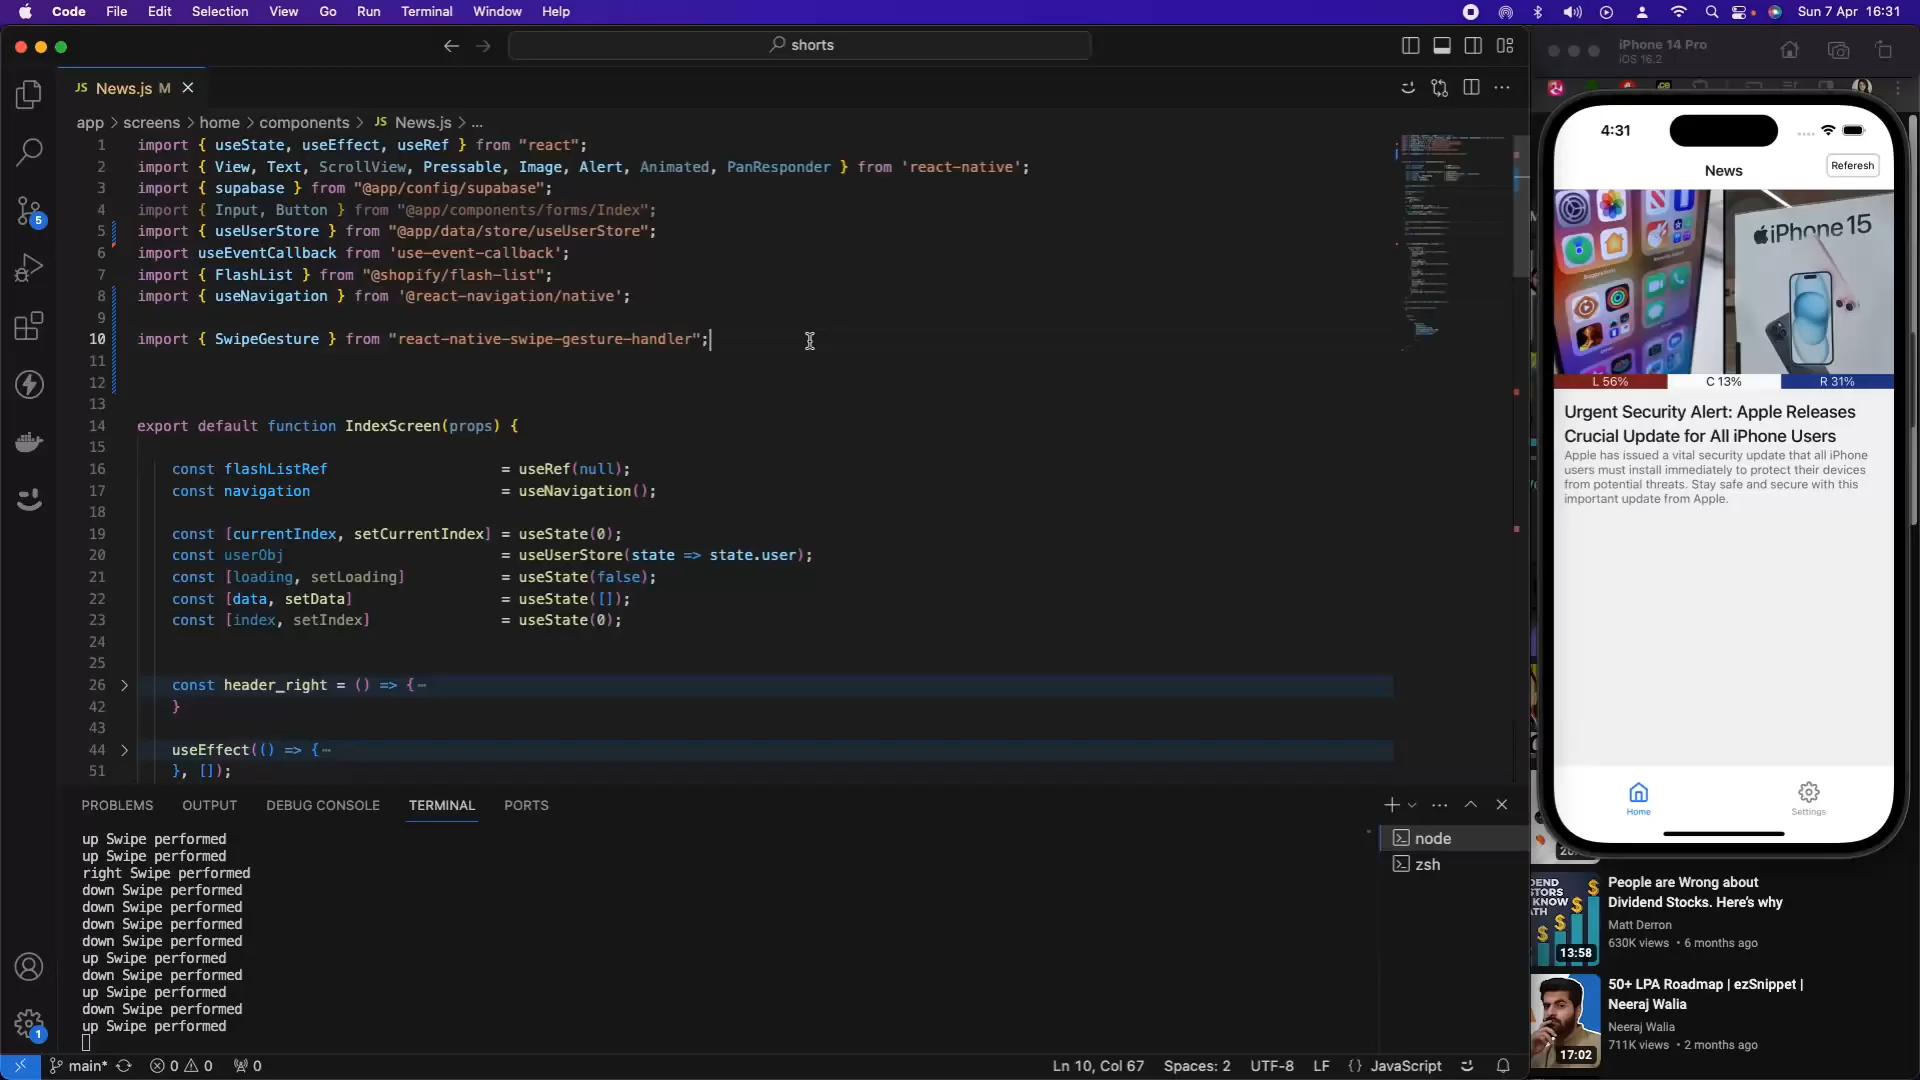 Code File Edit Selection View Go Run Terminal Window Help
Sun 7 Apr 16:31
shorts
JS News.js M
app > screens > home > components > JS News.js > ...
1 import { useState, useEffect, useRef } from "react";
2 import { View, Text, ScrollView, Pressable, Image, Alert, Animated, PanResponder } from 'react-native';
3 import { supabase } from "@app/config/supabase";
4 import { Input, Button } from "@app/components/forms/Index";
5 import { useUserStore } from "@app/data/store/useUserStore";
6 import useEventCallback from 'use-event-callback';
7 import { FlashList } from "@shopify/flash-list";
8 import { useNavigation } from '@react-navigation/native';
9
10 import { SwipeGesture } from "react-native-swipe-gesture-handler";
11
12
13
14 export default function IndexScreen(props) {
15
16 const flashListRef = useRef(null);
17 const navigation = useNavigation();
18
19 const [currentIndex, setCurrentIndex] = useState(0);
20 const userObj = useUserStore(state => state.user);
21 const [loading, setLoading] = useState(false);
22 const [data, setData] = useState([]);
23 const [index, setIndex] = useState(0);
24
25
26 const header_right = () => {⋯
42 }
43
44 useEffect(() => {⋯
51 }, []);
PROBLEMS OUTPUT DEBUG CONSOLE TERMINAL PORTS
up Swipe performed
up Swipe performed
right Swipe performed
down Swipe performed
down Swipe performed
down Swipe performed
down Swipe performed
up Swipe performed
down Swipe performed
up Swipe performed
down Swipe performed
up Swipe performed
node
zsh
5
1
main* 0 0 0
Ln 10, Col 67 Spaces: 2 UTF-8 LF {} JavaScript
iPhone 14 Pro
iOS 16.2
4:31
News
Referesh
iPhone 15
L 56% C 13% R 31%
Urgent Security Alert: Apple Releases
Crucial Update for All iPhone Users
Apple has issued a vital security update that all iPhone
users must install immediately to protect their devices
from potential threats. Stay safe and secure with this
important update from Apple.
Home
Settings
People are Wrong about
Dividend Stocks. Here's why
Matt Derron
630K views • 6 months ago
13:58
50+ LPA Roadmap | ezSnippet |
Neeraj Walia
Neeraj Walia
711K views • 2 months ago
17:02